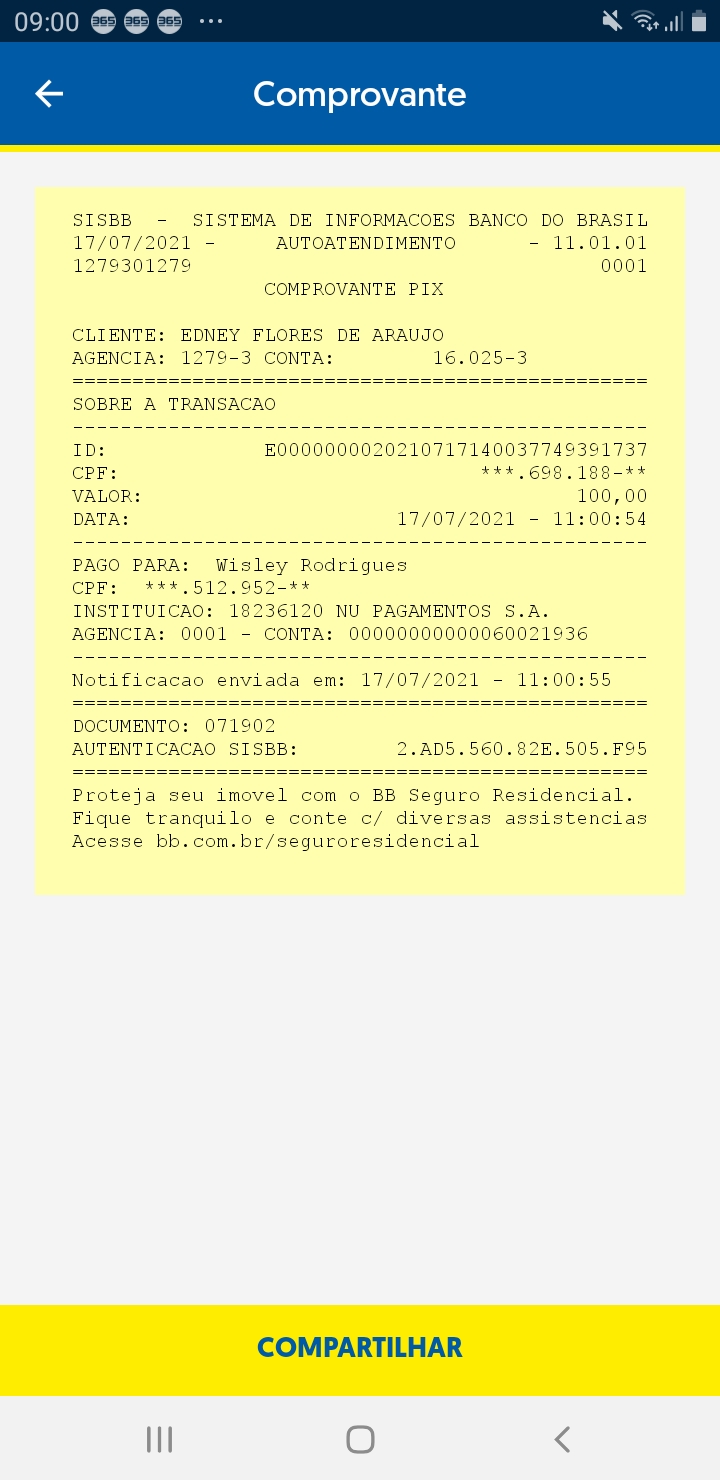 09:00 365 365 365 ...
Comprovante
SISBB - SISTEMA DE INFORMACOES BANCO DO BRASIL
17/07/2021 - AUTOATENDIMENTO - 11.01.01
1279301279 0001
COMPROVANTE PIX
CLIENTE: EDNEY FLORES DE ARAUJO
AGENCIA: 1279-3 CONTA: 16.025-3
================================================
SOBRE A TRANSACAO
------------------------------------------------
ID: E0000000020210717140037749391737
CPF: ***.698.188-**
VALOR: 100,00
DATA: 17/07/2021 - 11:00:54
------------------------------------------------
PAGO PARA: Wisley Rodrigues
CPF: ***.512.952-**
INSTITUICAO: 18236120 NU PAGAMENTOS S.A.
AGENCIA: 0001 - CONTA: 00000000000060021936
------------------------------------------------
Notificacao enviada em: 17/07/2021 - 11:00:55
================================================
DOCUMENTO: 071902
AUTENTICACAO SISBB: 2.AD5.560.82E.505.F95
================================================
Proteja seu imovel com o BB Seguro Residencial.
Fique tranquilo e conte c/ diversas assistencias
Acesse bb.com.br/seguroresidencial
COMPARTILHAR